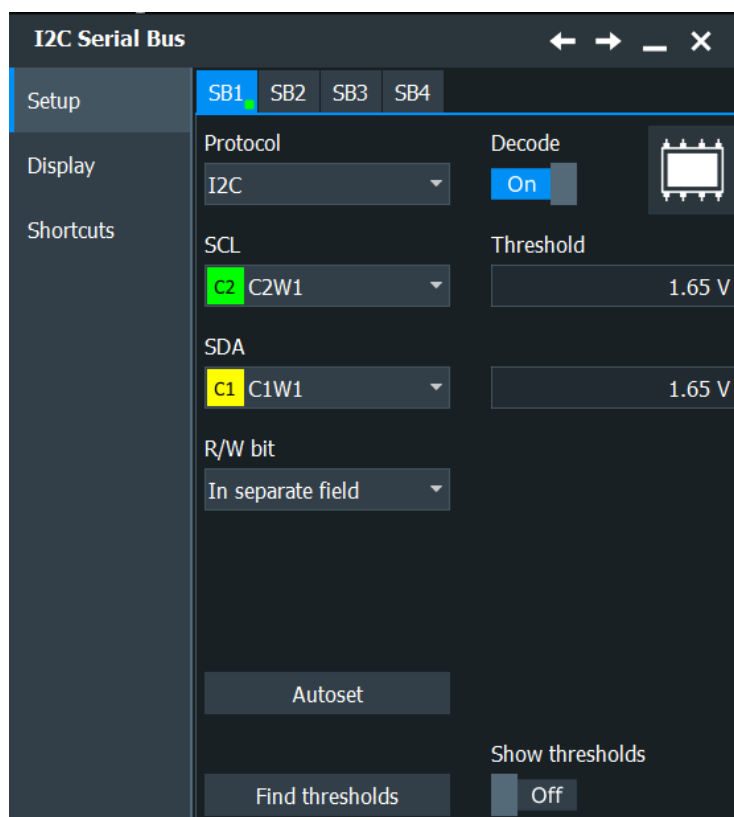 I2C Serial Bus
Setup
Display
Shortcuts
SB1 SB2 SB3 SB4
Protocol
Decode
I2C
On
SCL
Threshold
C2 C2W1
1.65 V
SDA
C1 C1W1
1.65 V
R/W bit
In separate field
Autoset
Show thresholds
Find thresholds
Off